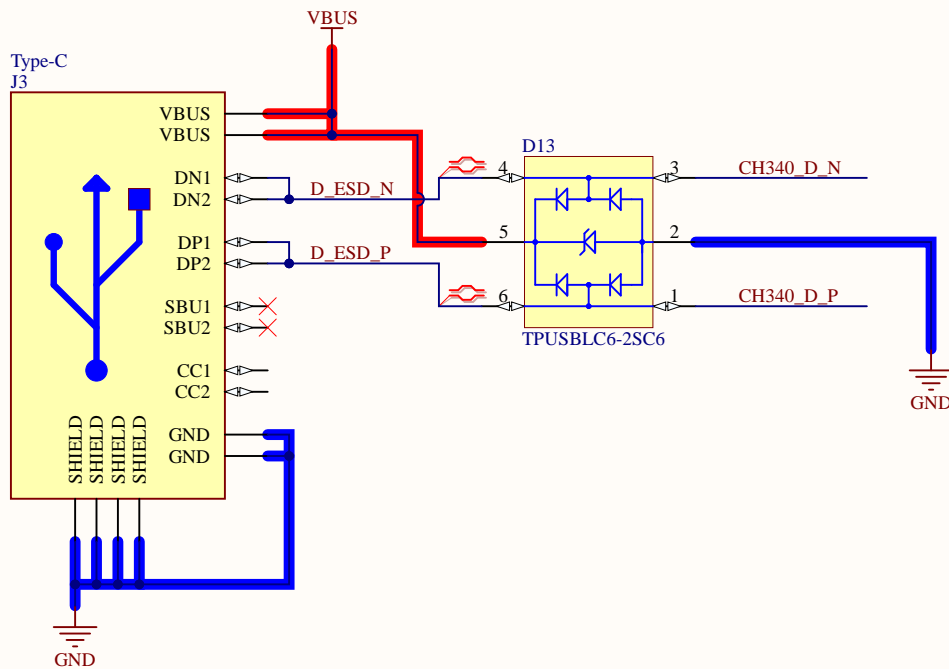 VBUS
Type-C
J3
VBUS
VBUS
DN1
DN2
DP1
DP2
SBU1
SBU2
CC1
CC2
GND
GND
SHIELD
SHIELD
SHIELD
SHIELD
GND
D_ESD_N
D_ESD_P
D13
4
3
5
2
6
1
TPUSBLC6-2SC6
CH340_D_N
CH340_D_P
GND